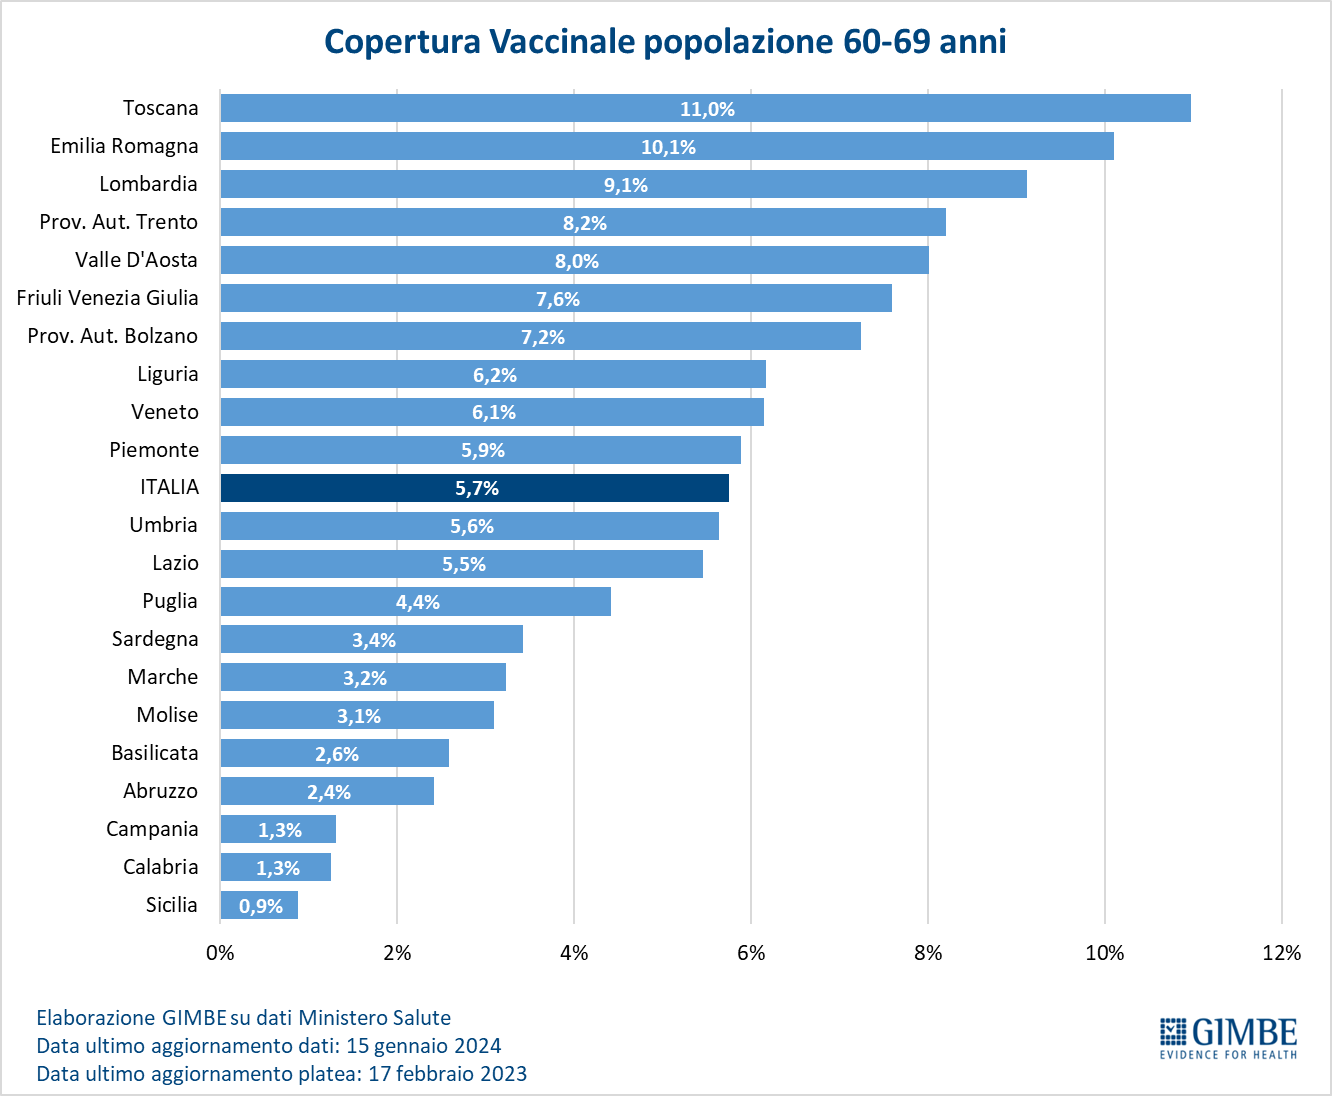 Copertura Vaccinale popolazione 60-69 anni
Toscana 11,0%
Emilia Romagna 10,1%
Lombardia 9,1%
Prov. Aut. Trento 8,2%
Valle D'Aosta 8,0%
Friuli Venezia Giulia 7,6%
Prov. Aut. Bolzano 7,2%
Liguria 6,2%
Veneto 6,1%
Piemonte 5,9%
ITALIA 5,7%
Umbria 5,6%
Lazio 5,5%
Puglia 4,4%
Sardegna 3,4%
Marche 3,2%
Molise 3,1%
Basilicata 2,6%
Abruzzo 2,4%
Campania 1,3%
Calabria 1,3%
Sicilia 0,9%
0% 2% 4% 6% 8% 10% 12%
Elaborazione GIMBE su dati Ministero Salute
Data ultimo aggiornamento dati: 15 gennaio 2024
Data ultimo aggiornamento platea: 17 febbraio 2023
GIMBE
EVIDENCE FOR HEALTH